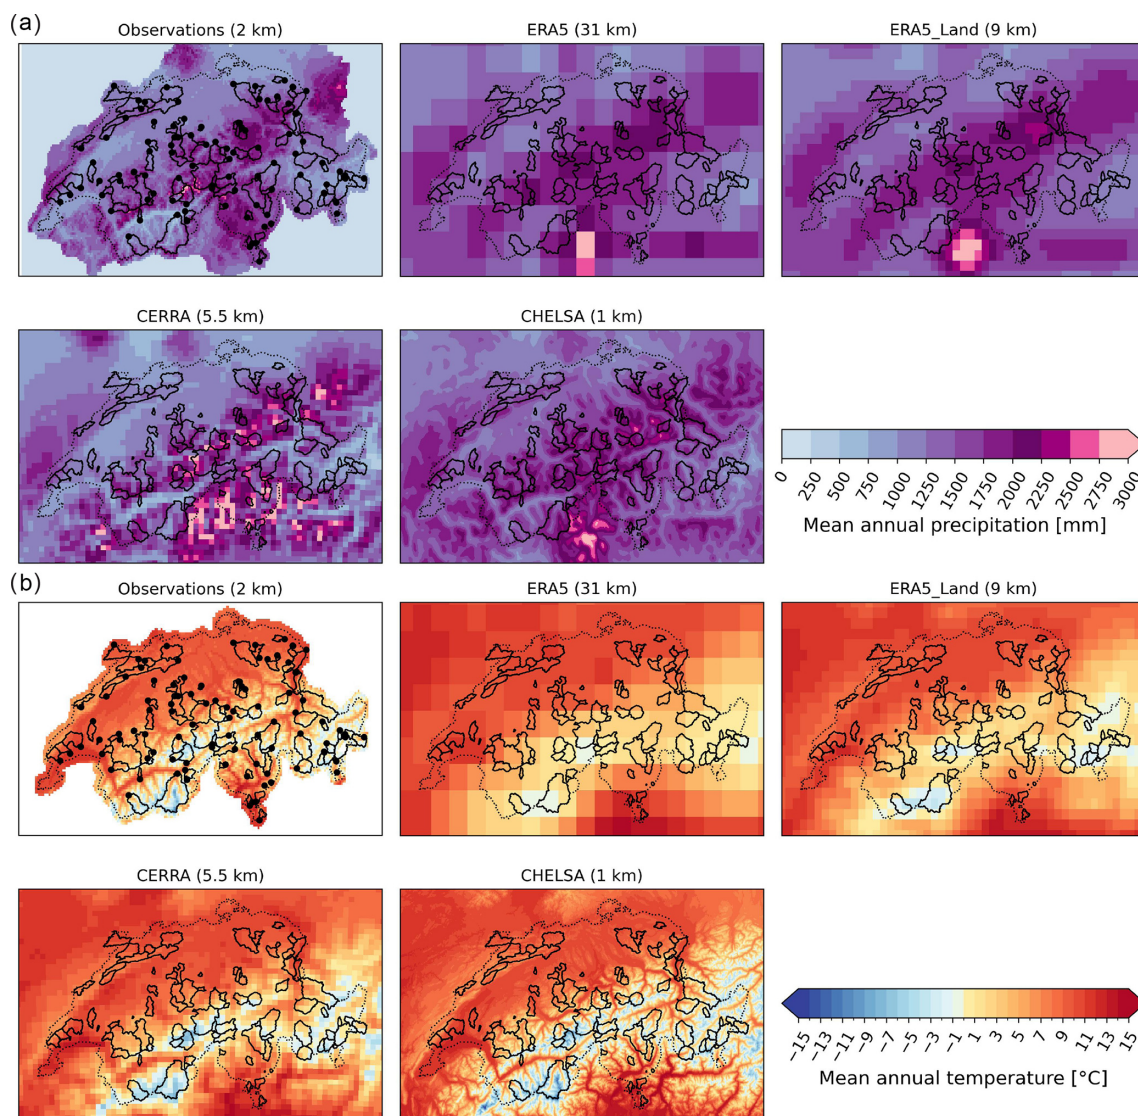 (a)
Observations (2 km)
ERA5 (31 km)
ERA5_Land (9 km)
CERRA (5.5 km)
CHELSA (1 km)
0
250
500
750
1000
1250
1500
1750
2000
2250
2500
2750
3000
Mean annual precipitation [mm]
(b)
Observations (2 km)
ERA5 (31 km)
ERA5_Land (9 km)
CERRA (5.5 km)
CHELSA (1 km)
−15
−13
−11
−9
−7
−5
−3
−1
1
3
5
7
9
11
13
15
Mean annual temperature [°C]